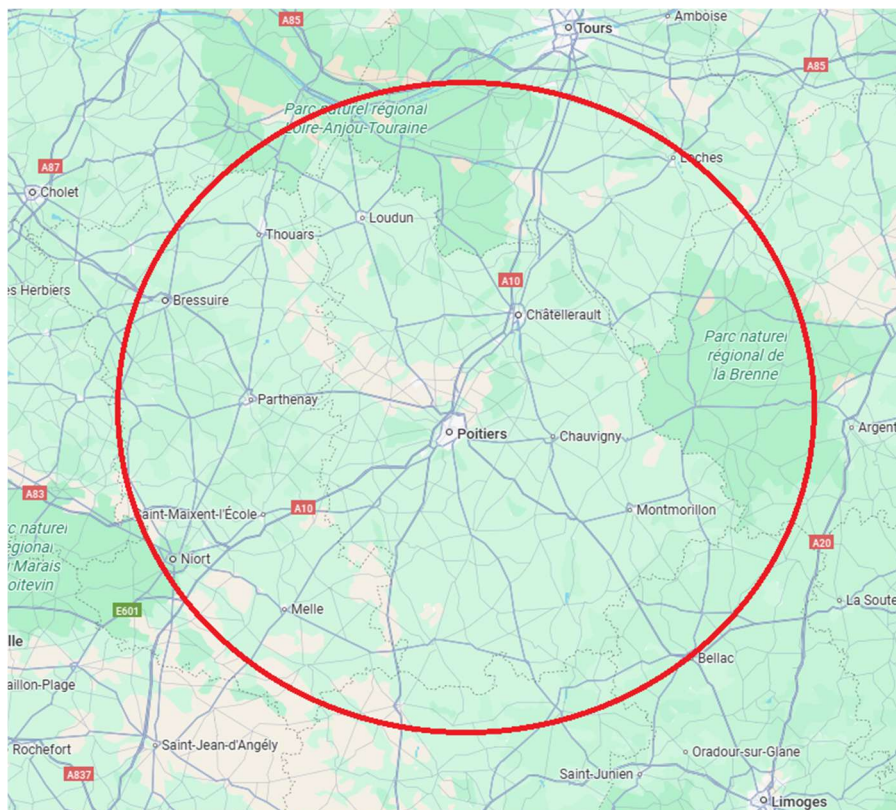 A85
Amboise
Tours
A85
Parc naturel régional
Loire-Anjou-Touraine
Loches
A87
Cholet
Loudun
Thouars
A10
es Herbiers
Bressuire
Châtellerault
Parc naturel
régional de
la Brenne
Parthenay
Poitiers
Chauvigny
Argent
A83
A10
Saint-Maixent-l'École
Montmorillon
rc naturel
égional
u Marais
oitevin
A20
Niort
E601
Melle
La Soute
lle
Bellac
aillon-Plage
Rochefort
Saint-Jean-d'Angély
Oradour-sur-Glane
A837
Saint-Junien
Limoges